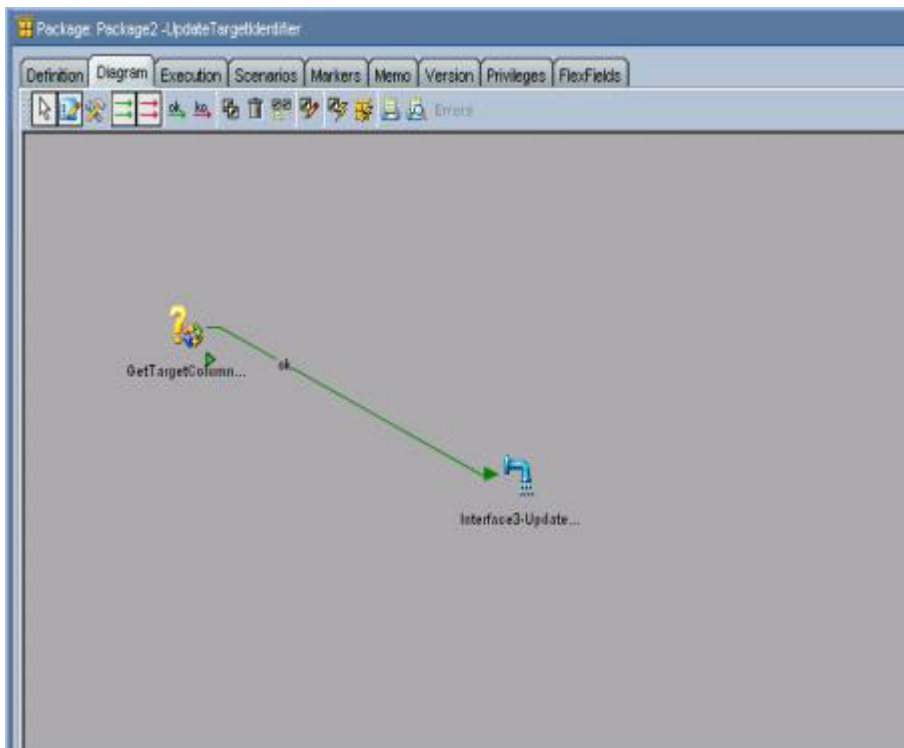 Package: Package2 -UpdateTargetIdentifier
Definition Diagram Execution Scenarios Markers Memo Version Privileges FlexFields
ok ko Errors
GetTargetColumn...
ok
Interface3-Update...